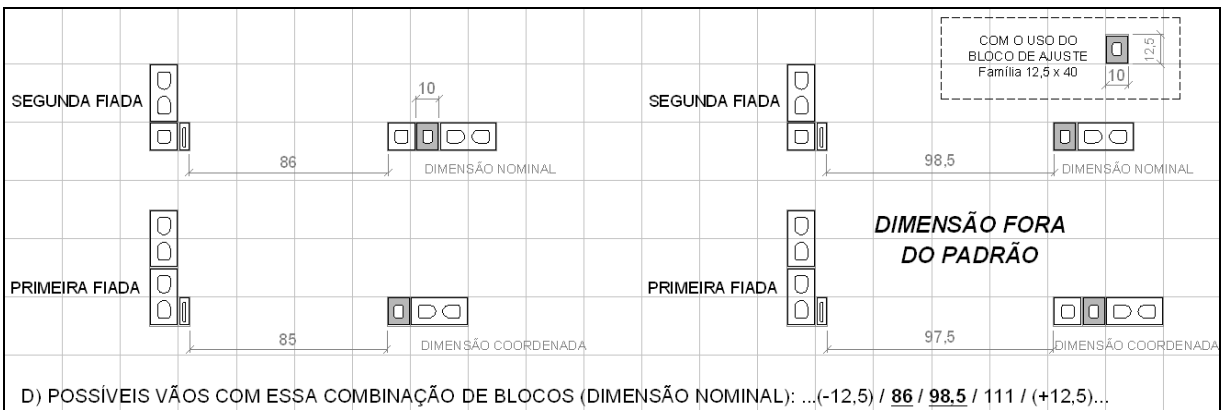 COM O USO DO
BLOCO DE AJUSTE
Família 12,5 x 40
12,5
10
SEGUNDA FIADA
10
86
DIMENSÃO NOMINAL
SEGUNDA FIADA
98,5
DIMENSÃO NOMINAL
PRIMEIRA FIADA
85
DIMENSÃO COORDENADA
DIMENSÃO FORA
DO PADRÃO
PRIMEIRA FIADA
97,5
DIMENSÃO COORDENADA
D) POSSÍVEIS VÃOS COM ESSA COMBINAÇÃO DE BLOCOS (DIMENSÃO NOMINAL): ...(-12,5) / 86 / 98,5 / 111 / (+12,5)...